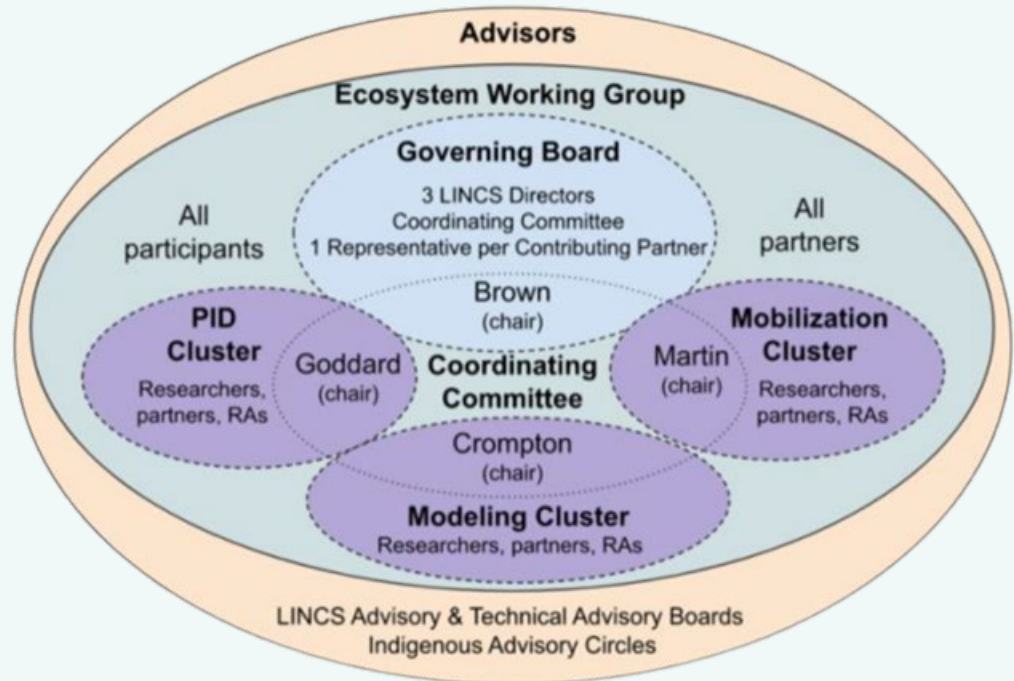 Advisors
Ecosystem Working Group
Governing Board
3 LINCS Directors
Coordinating Committee
1 Representative per Contributing Partner
All
participants
All
partners
Brown
(chair)
PID
Cluster
Researchers,
partners, RAs
Goddard
(chair)
Coordinating
Committee
Martin
(chair)
Mobilization
Cluster
Researchers,
partners, RAs
Crompton
(chair)
Modeling Cluster
Researchers, partners, RAs
LINCS Advisory & Technical Advisory Boards
Indigenous Advisory Circles